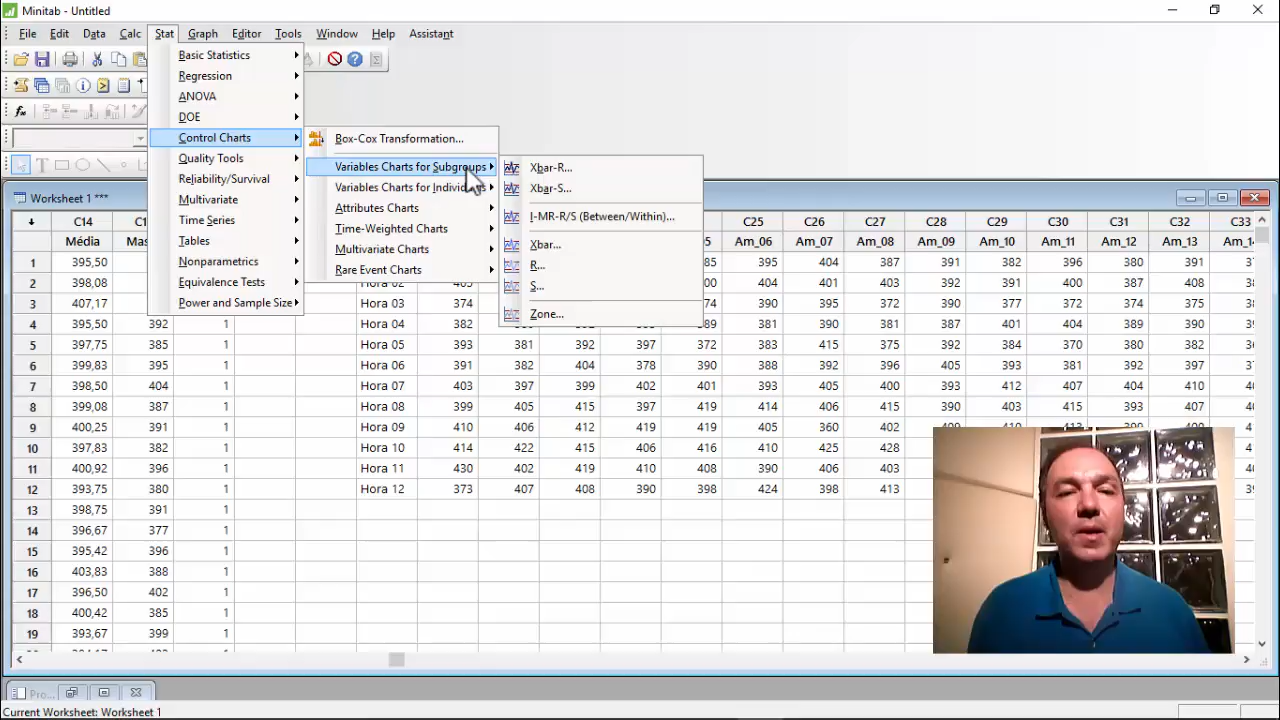 Minitab - Untitled
File Edit Data Calc Stat Graph Editor Tools Window Help Assistant
Basic Statistics
Regression
ANOVA
DOE
Control Charts
Quality Tools
Reliability/Survival
Multivariate
Time Series
Tables
Nonparametrics
Equivalence Tests
Power and Sample Size
Box-Cox Transformation...
Variables Charts for Subgroups
Variables Charts for
Attributes Charts
Time-Weighted Charts
Multivariate Charts
Rare Event Charts
Xbar-R...
Xbar-S...
I-MR-R/S (Between/Within)...
Xbar...
R...
S...
Zone...
Worksheet 1 ***
C14 C25 C26 C27 C28 C29 C30 C31 C32 C33
Média Am_06 Am_07 Am_08 Am_09 Am_10 Am_11 Am_12 Am_13
1 395,50 395 404 387 391 382 396 380 391
2 398,08 404 401 403 392 401 400 387 408
3 407,17 374 390 395 392 390 377 372 374
4 395,50 392 1 Hora 04 382 381 390 381 387 401 404 389
5 397,75 385 1 Hora 05 393 381 392 397 372 383 415 375 392 384 370 380 382
6 399,83 395 1 Hora 06 391 382 404 378 390 388 392 396 405 393 381 392 397
7 398,50 404 1 Hora 07 403 397 399 402 401 393 405 400 393 412 407 404 410
8 399,08 387 1 Hora 08 399 405 415 397 419 414 406 415 390 403 415 393 407
9 400,25 391 1 Hora 09 410 406 412 419 419 405 360 402
10 397,83 382 1 Hora 10 414 422 415 406 416 410 425 428
11 400,92 396 1 Hora 11 430 402 419 410 408 390 406 403
12 393,75 380 1 Hora 12 373 407 408 390 398 424 398 413
13 398,75 391 1
14 396,67 377 1
15 395,42 396 1
16 403,83 388 1
17 396,50 402 1
18 400,42 385 1
19 393,67 399 1
Pro...
Current Worksheet: Worksheet 1